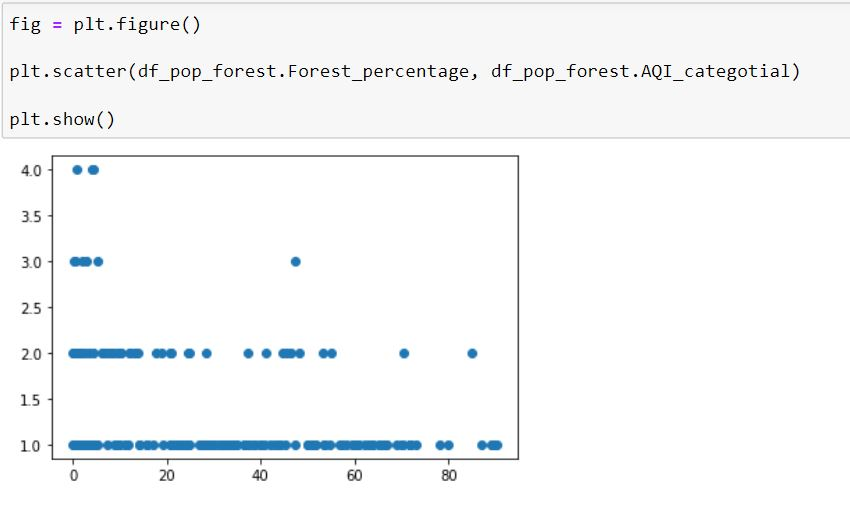 fig = plt.figure()
plt.scatter(df_pop_forest.Forest_percentage, df_pop_forest.AQI_categotial)
plt.show()
4.0
3.5
3.0
2.5
2.0
1.5
1.0
0 20 40 60 80